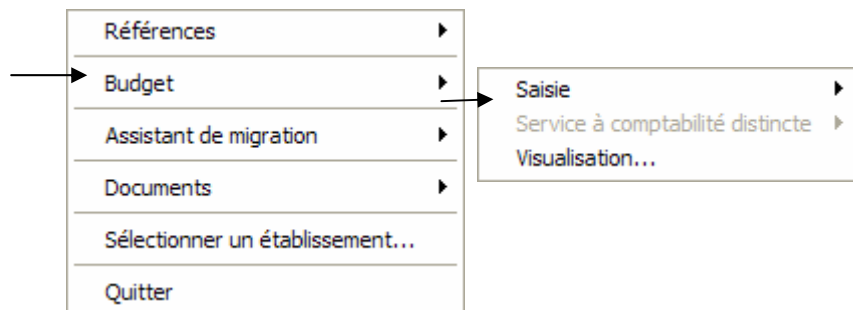 Références
Budget
Assistant de migration
Documents
Sélectionner un établissement...
Quitter
Saisie
Service à comptabilité distincte
Visualisation...